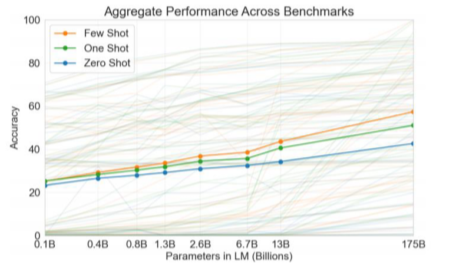 Aggregate Performance Across Benchmarks
100
80
60
40
20
0
Accuracy
Few Shot
One Shot
Zero Shot
0.1B 0.4B 0.8B 1.3B 2.6B 6.7B 13B 175B
Parameters in LM (Billions)